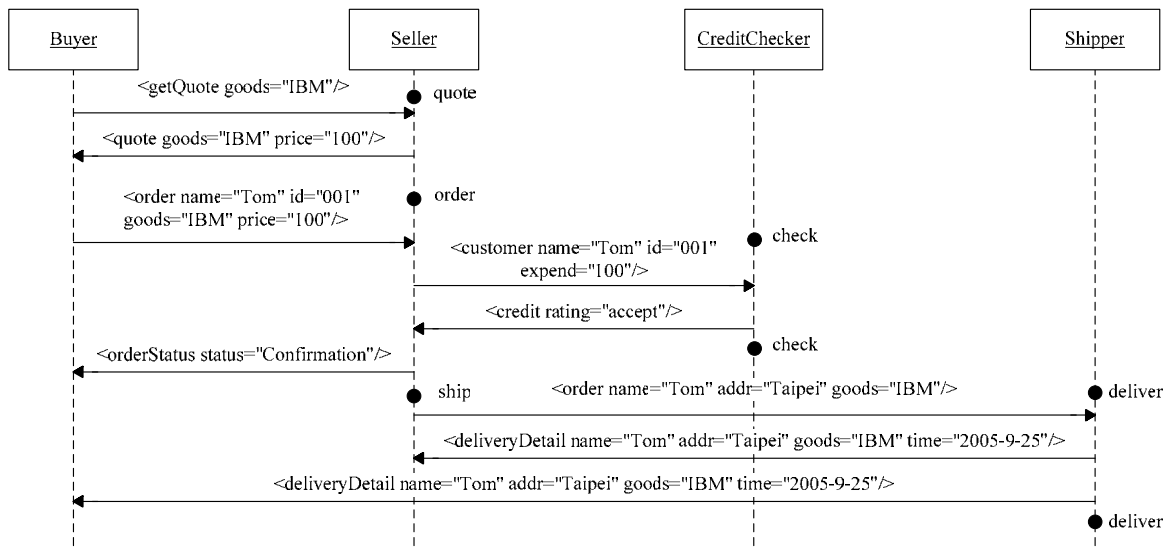 Buyer
Seller
CreditChecker
Shipper
<getQuote goods="IBM"/>
quote
<quote goods="IBM" price="100"/>
<order name="Tom" id="001"
goods="IBM" price="100"/>
order
check
<customer name="Tom" id="001"
expend="100"/>
<credit rating="accept"/>
check
<orderStatus status="Confirmation"/>
ship
<order name="Tom" addr="Taipei" goods="IBM"/>
deliver
<deliveryDetail name="Tom" addr="Taipei" goods="IBM" time="2005-9-25"/>
<deliveryDetail name="Tom" addr="Taipei" goods="IBM" time="2005-9-25"/>
deliver